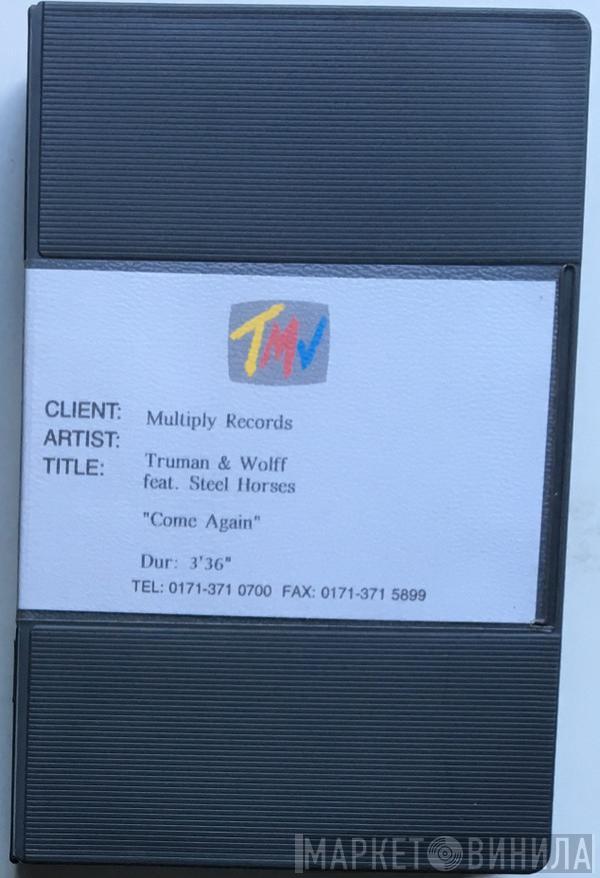 TMV
CLIENT: Multiply Records
ARTIST:
TITLE: Truman & Wolff
feat. Steel Horses
"Come Again"
Dur: 3'36"
TEL: 0171-371 0700 FAX: 0171-371 5899
МАРКЕТ ВИНИЛА